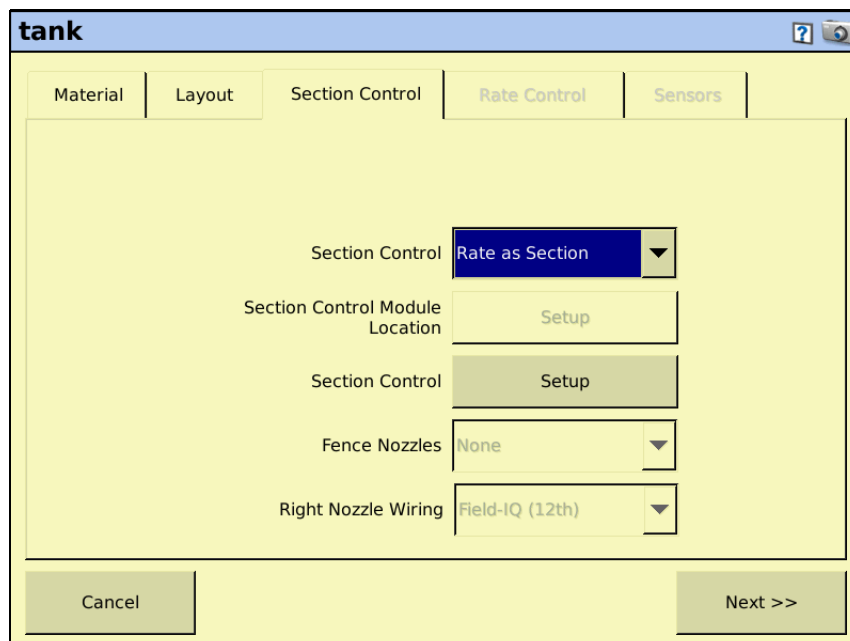 tank
?
Material Layout Section Control Rate Control Sensors
Section Control Rate as Section
Section Control Module
Location Setup
Section Control Setup
Fence Nozzles None
Right Nozzle Wiring Field-IQ (12th)
Cancel Next >>